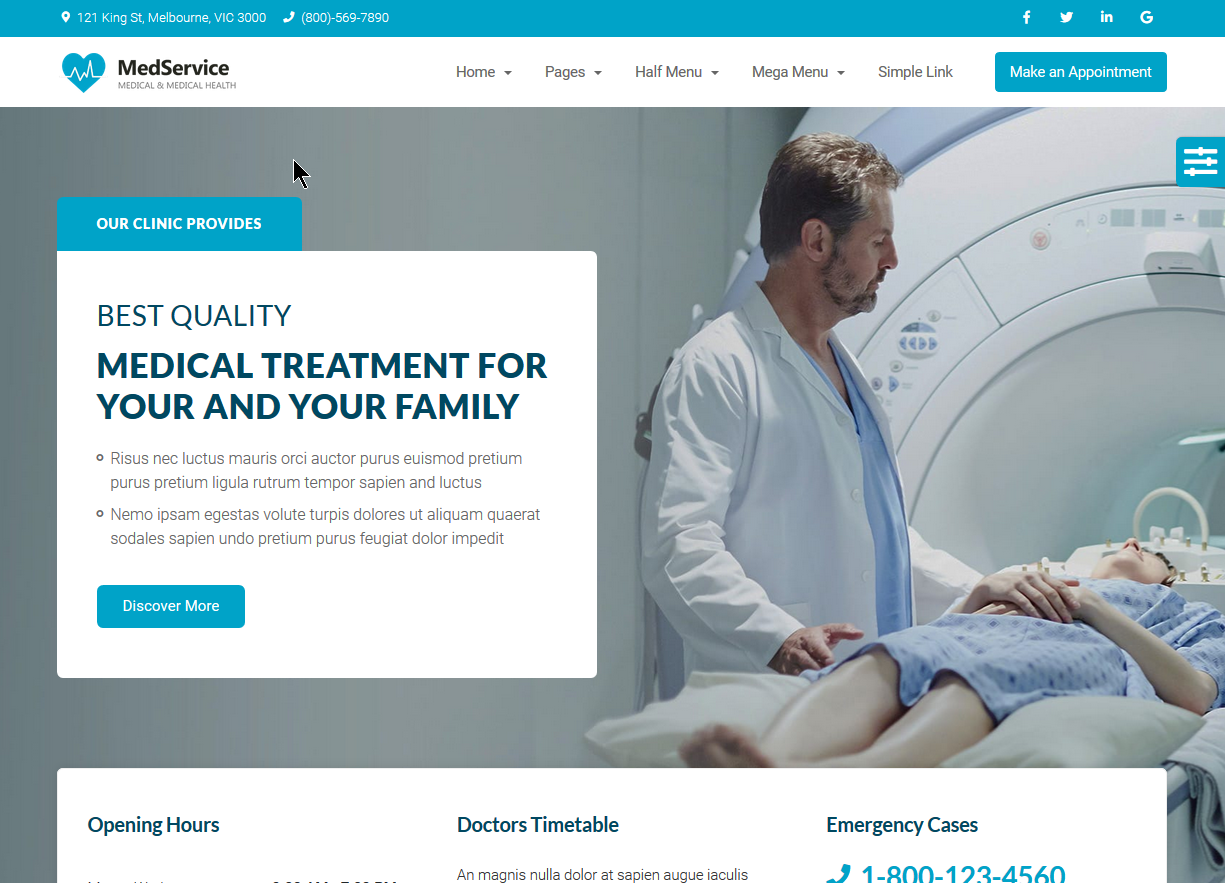 121 King St, Melbourne, VIC 3000 (800)-569-7890
MedService
MEDICAL & MEDICAL HEALTH
Home Pages Half Menu Mega Menu Simple Link Make an Appointment
OUR CLINIC PROVIDES
BEST QUALITY
MEDICAL TREATMENT FOR
YOUR AND YOUR FAMILY
Risus nec luctus mauris orci auctor purus euismod pretium
purus pretium ligula rutrum tempor sapien and luctus
Nemo ipsam egestas volute turpis dolores ut aliquam quaerat
sodales sapien undo pretium purus feugiat dolor impedit
Discover More
Opening Hours Doctors Timetable Emergency Cases
An magnis nulla dolor at sapien augue iaculis 1-800-123-4560